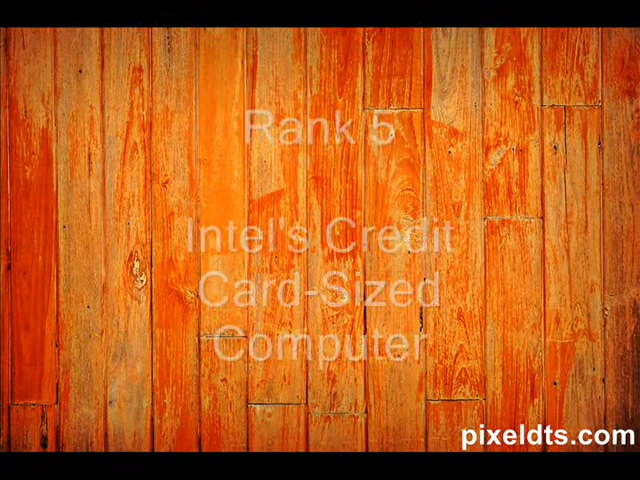 Rank 5
Intel's Credit
Card-Sized
Computer
pixeldts.com